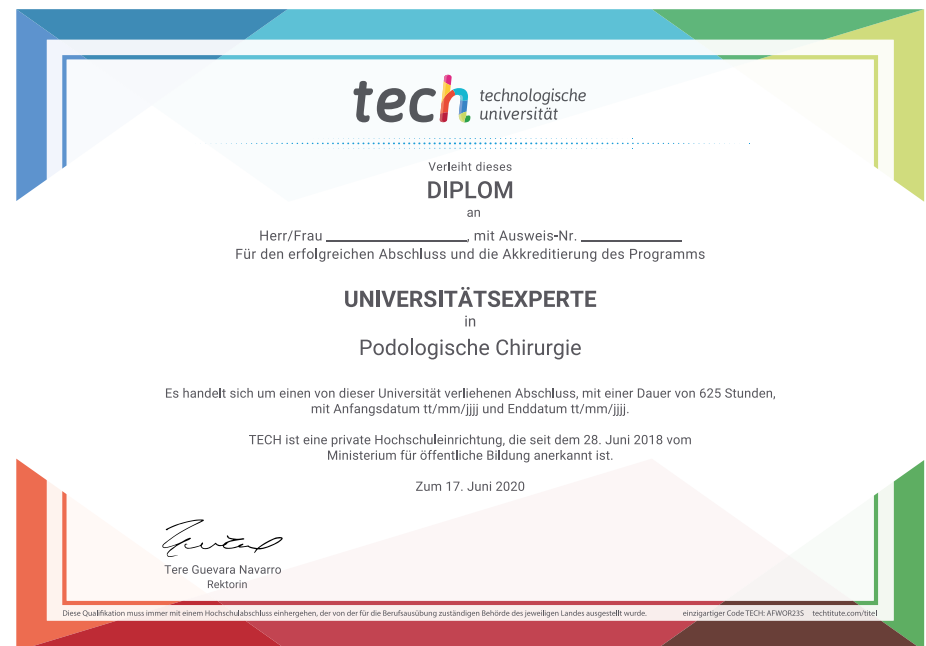 tech technologische
universität
Verleiht dieses
DIPLOM
an
Herr/Frau ____________________, mit Ausweis-Nr. ______________
Für den erfolgreichen Abschluss und die Akkreditierung des Programms
UNIVERSITÄTSEXPERTE
in
Podologische Chirurgie
Es handelt sich um einen von dieser Universität verliehenen Abschluss, mit einer Dauer von 625 Stunden,
mit Anfangsdatum tt/mm/jjjj und Enddatum tt/mm/jjjj.
TECH ist eine private Hochschuleinrichtung, die seit dem 28. Juni 2018 vom
Ministerium für öffentliche Bildung anerkannt ist.
Zum 17. Juni 2020
Tere Guevara Navarro
Rektorin
Diese Qualifikation muss immer mit einem Hochschulabschluss einhergehen, der von der für die Berufsausübung zuständigen Behörde des jeweiligen Landes ausgestellt wurde. einzigartiger Code TECH: AFWOR23S techtitute.com/titel